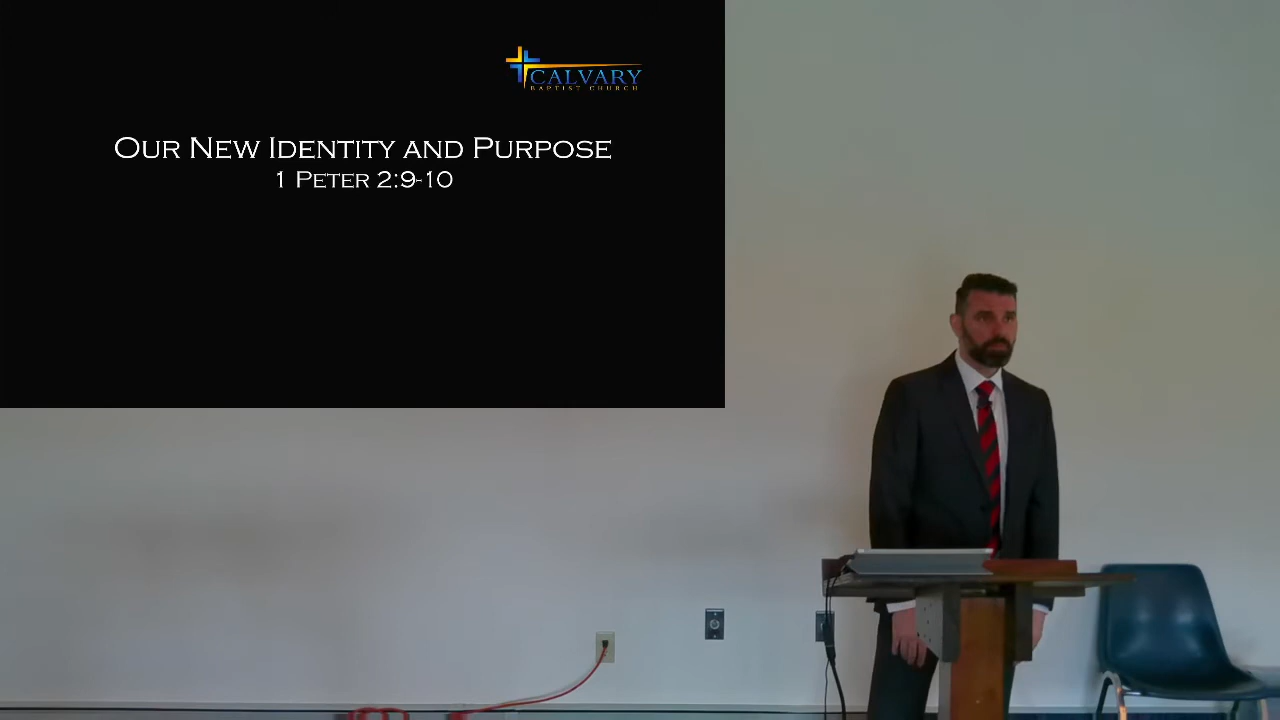 CALVARY
BAPTIST CHURCH
OUR NEW IDENTITY AND PURPOSE
1 PETER 2:9-10